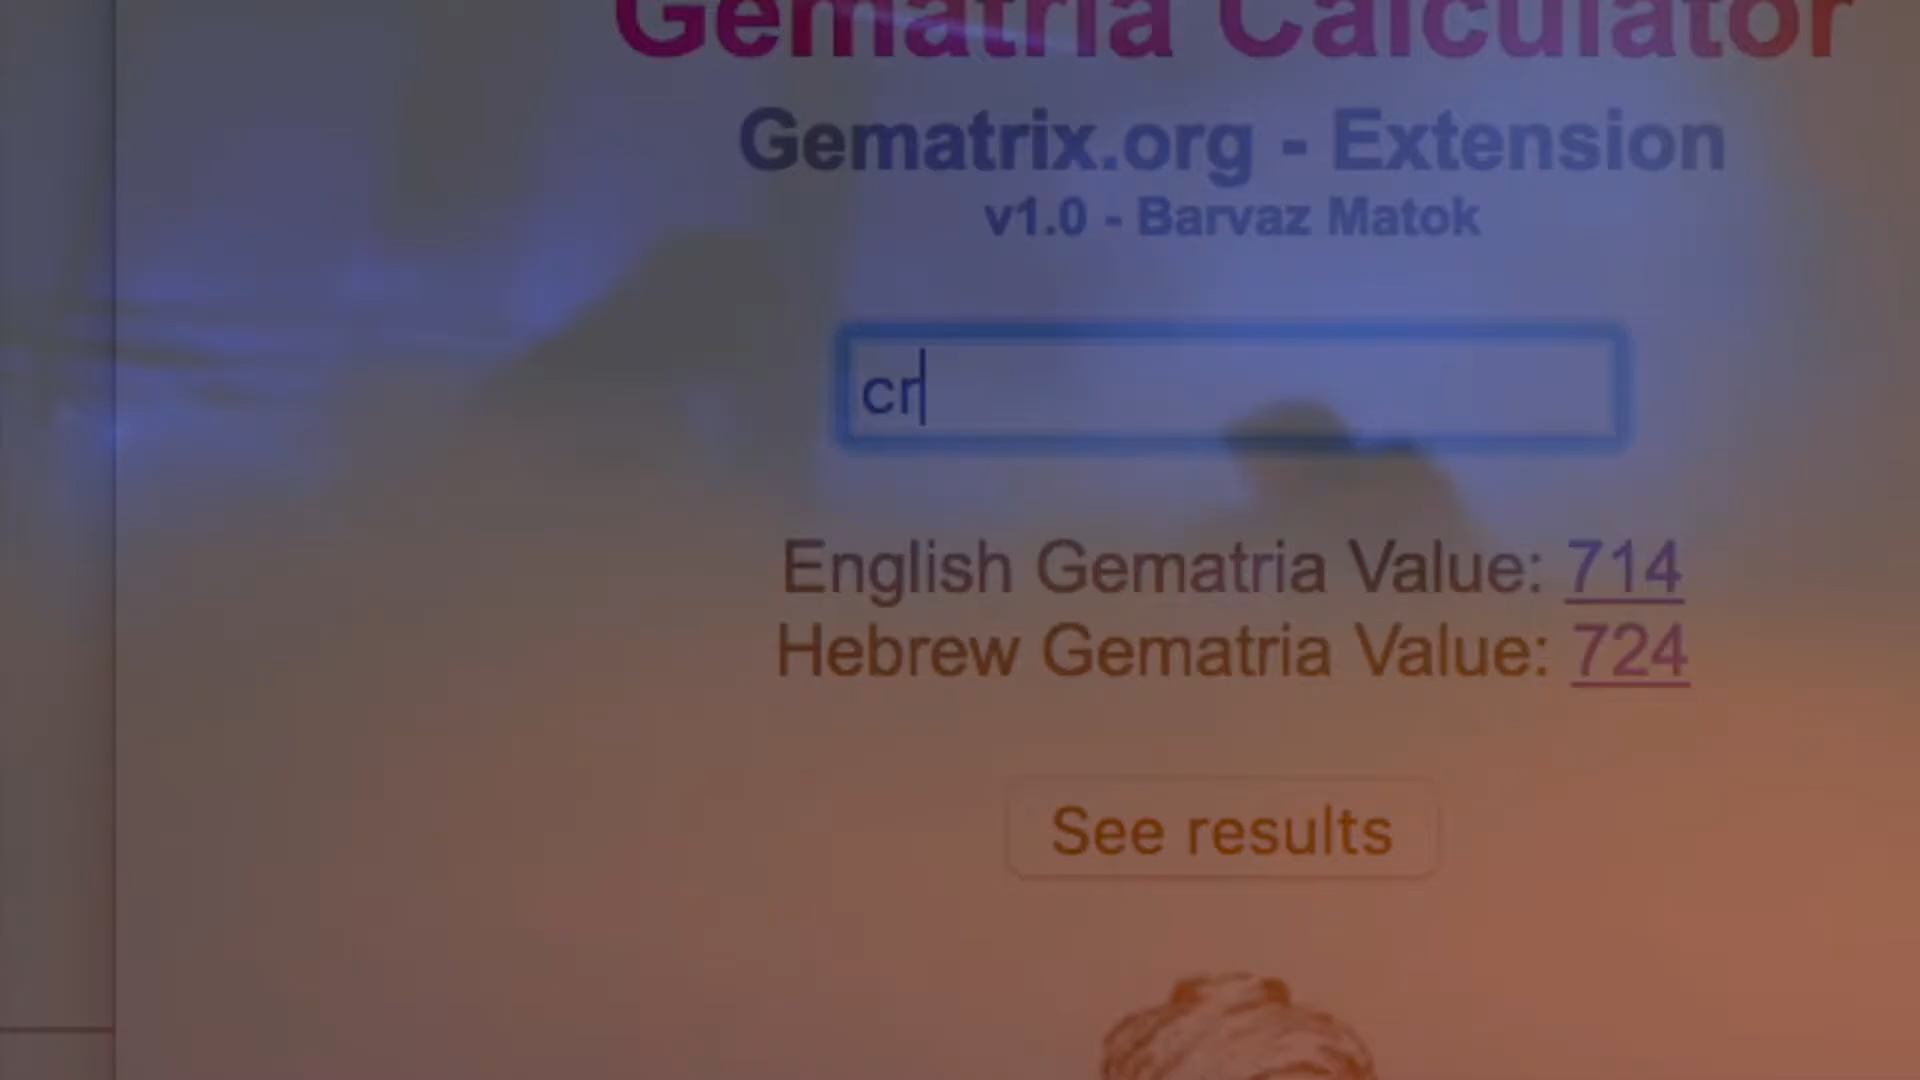 Gematria Calculator
Gematrix.org - Extension
v1.0 - Barvaz Matok
cr
English Gematria Value: 714
Hebrew Gematria Value: 724
See results